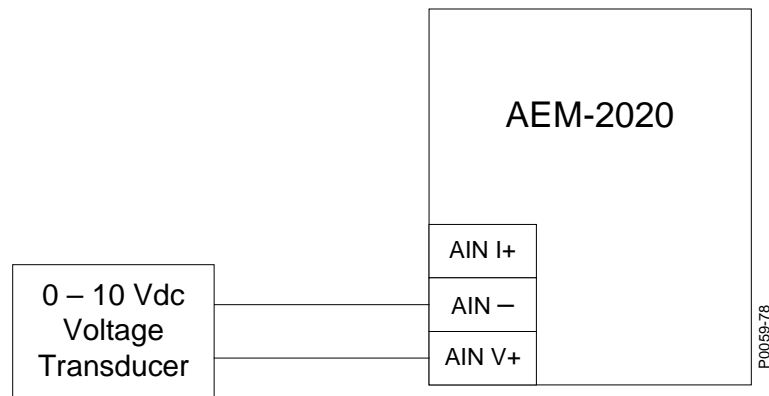 AEM-2020
AIN I+
AIN –
AIN V+
0 – 10 Vdc
Voltage
Transducer
P0059-78